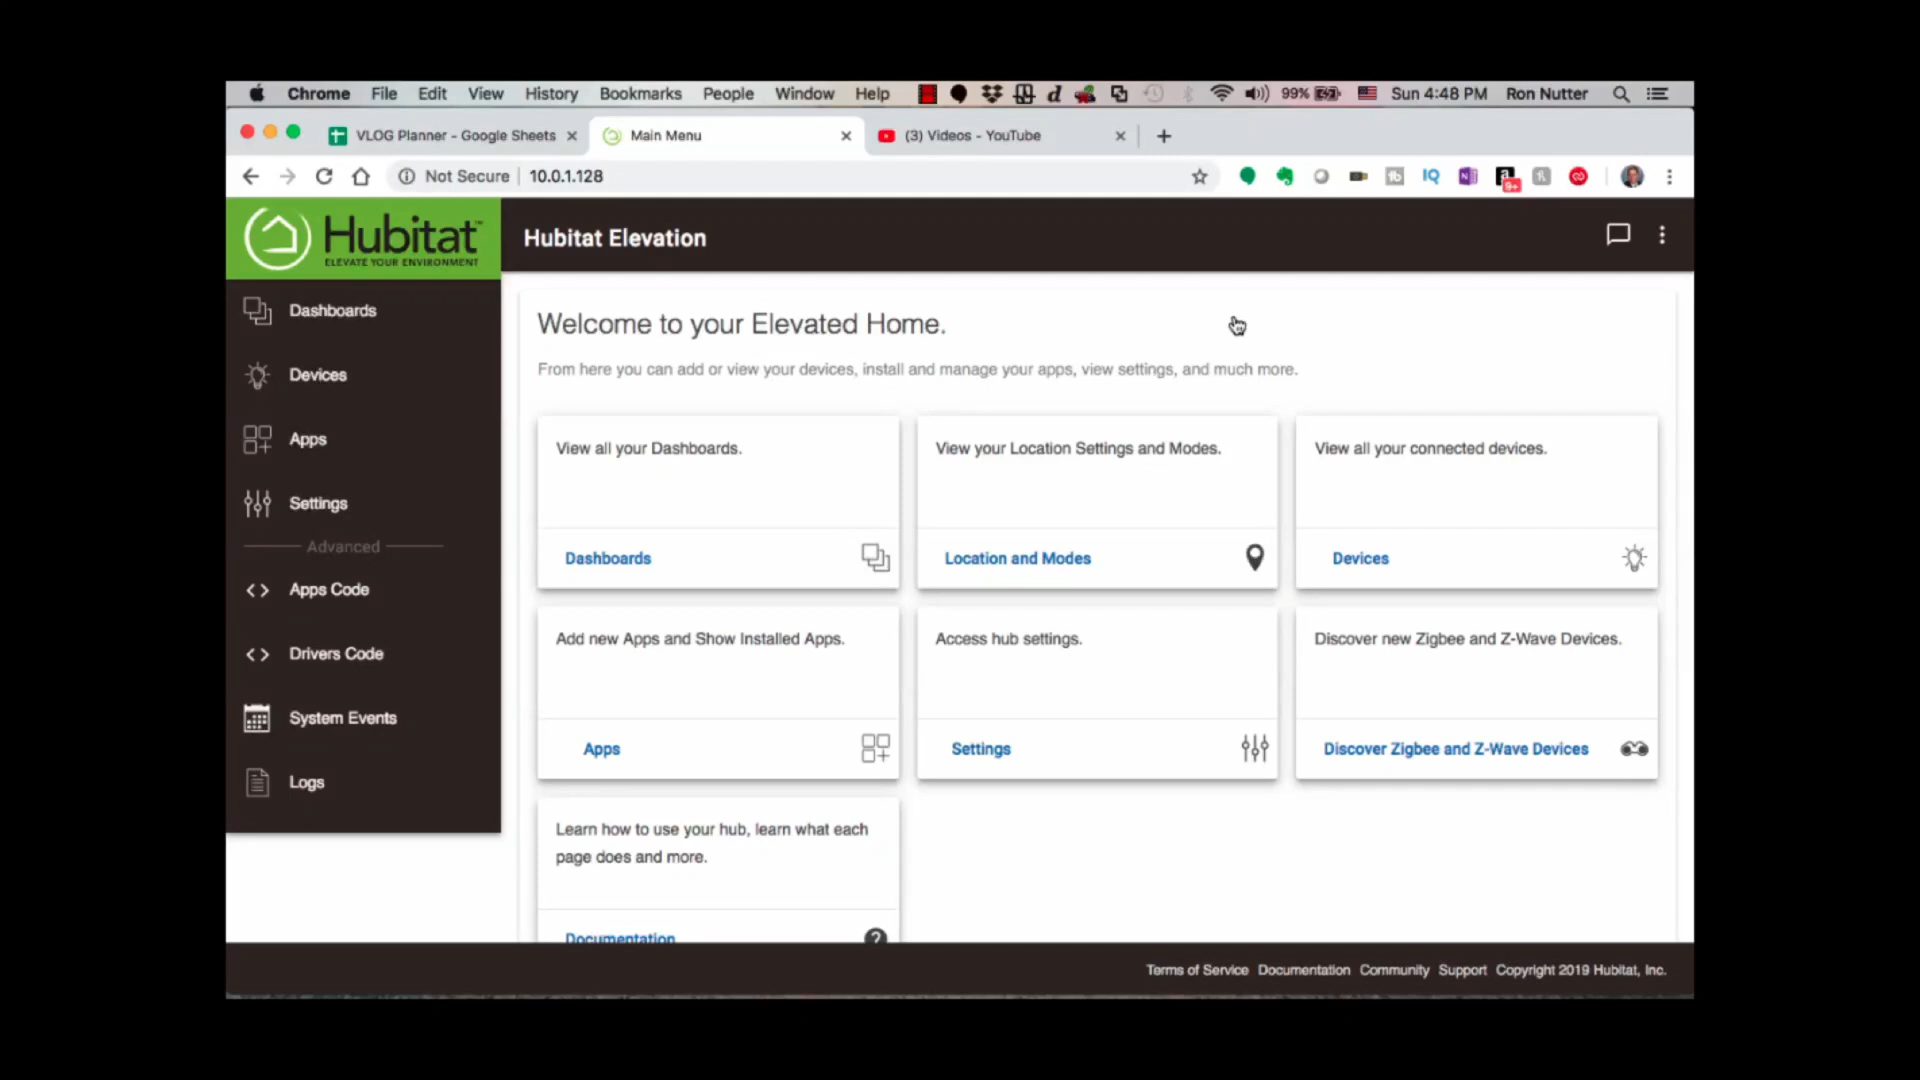 Chrome File Edit View History Bookmarks People Window Help 99% Sun 4:48 PM Ron Nutter
VLOG Planner - Google Sheets Main Menu (3) Videos - YouTube
Not Secure 10.0.1.128
Hubitat™
ELEVATE YOUR ENVIRONMENT
Hubitat Elevation
Dashboards
Devices
Apps
Settings
Advanced
Apps Code
Drivers Code
System Events
Logs
Welcome to your Elevated Home.
From here you can add or view your devices, install and manage your apps, view settings, and much more.
View all your Dashboards.
Dashboards
View your Location Settings and Modes.
Location and Modes
View all your connected devices.
Devices
Add new Apps and Show Installed Apps.
Apps
Access hub settings.
Settings
Discover new Zigbee and Z-Wave Devices.
Discover Zigbee and Z-Wave Devices
Learn how to use your hub, learn what each
page does and more.
Documentation
Terms of Service Documentation Community Support Copyright 2019 Hubitat, Inc.